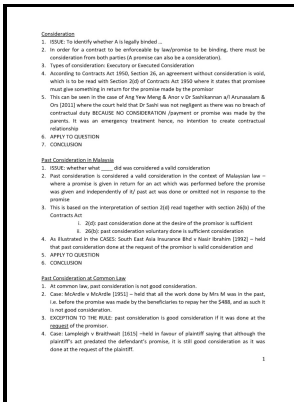 Consideration
1. ISSUE: To identify whether A is legally binded ...
2. In order for a contract to be enforceable by law/promise to be binding, there must be
consideration from both parties (A promise can also be a consideration).
3. Types of consideration: Executory or Executed Consideration
4. According to Contracts Act 1950, Section 26, an agreement without consideration is void,
which is to be read with Section 2(d) of Contracts Act 1950 where it states that promisee
must give something in return for the promise made by the promisor
5. This can be seen in the case of Ang Yew Meng & Anor v Dr Sashikannan a/l Arunasalam &
Ors [2011] where the court held that Dr Sashi was not negligent as there was no breach of
contractual duty BECAUSE NO CONSIDERATION /payment or promise was made by the
parents. It was an emergency treatment hence, no intention to create contractual
relationship
6. APPLY TO QUESTION
7. CONCLUSION
Past Consideration in Malaysia
1. ISSUE: whether what ____ did was considered a valid consideration
2. Past consideration is considered a valid consideration in the context of Malaysian law –
where a promise is given in return for an act which was performed before the promise
was given and independently of it/ past act was done or omitted not in response to the
promise
3. This is based on the interpretation of section 2(d) read together with section 26(b) of the
Contracts Act
i. 2(d): past consideration done at the desire of the promisor is sufficient
ii. 26(b): past consideration voluntary done is sufficient consideration
4. As illustrated in the CASES: South East Asia Insurance Bhd v Nasir Ibrahim [1992] – held
that past consideration done at the request of the promisor is valid consideration and
5. APPLY TO QUESTION
6. CONCLUSION
Past Consideration at Common Law
1. At common law, past consideration is not good consideration.
2. Case: McArdle v McArdle [1951] – held that all the work done by Mrs M was in the past,
i.e. before the promise was made by the beneficiaries to repay her the $488, and as such it
is not good consideration.
3. EXCEPTION TO THE RULE: past consideration is good consideration if it was done at the
request of the promisor.
4. Case: Lampleigh v Braithwait [1615] –held in favour of plaintiff saying that although the
plaintiff's act predated the defendant's promise, it is still good consideration as it was
done at the request of the plaintiff.
1